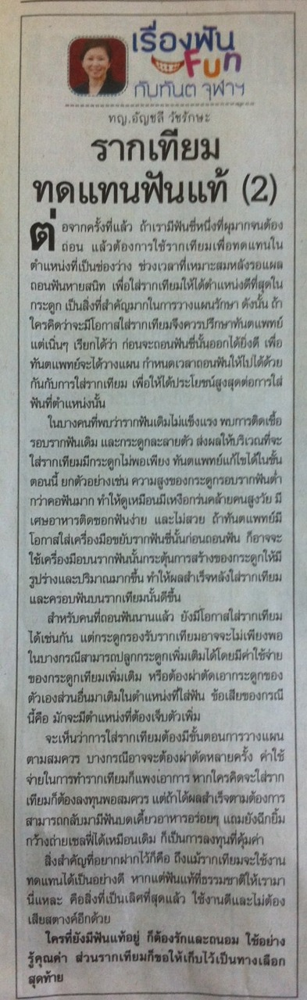 เรื่องฟัน
Fun
กับทันต จุฬาฯ
ทญ.อัญชลี วัชรักษะ
รากเทียม
ทดแทนฟันแท้ (2)
ต่อจากครั้งที่แล้ว ถ้าเรามีฟันซี่หนึ่งที่ผุมากจนต้อง
ถอน แล้วต้องการใช้รากเทียมเพื่อทดแทนใน
ตำแหน่งที่เป็นช่องว่าง ช่วงเวลาที่เหมาะสมหลังรอแผล
ถอนฟันหายสนิท เพื่อใส่รากเทียมให้ได้ตำแหน่งดีที่สุดใน
กระดูก เป็นสิ่งที่สำคัญมากในการวางแผนรักษา ดังนั้น ถ้า
ใครคิดว่าจะมีโอกาสใส่รากเทียมจึงควรปรึกษาทันตแพทย์
แต่เนิ่นๆ เรียกได้ว่า ก่อนจะถอนฟันซี่นั้นออกได้ยิ่งดี เพื่อ
ทันตแพทย์จะได้วางแผน กำหนดเวลาถอนฟันให้ไปได้ด้วย
กันกับการใส่รากเทียม เพื่อให้ได้ประโยชน์สูงสุดต่อการใส่
ฟันที่ตำแหน่งนั้น
ในบางคนที่พบว่ารากฟันเดิมไม่แข็งแรง พบการติดเชื้อ
รอบรากฟันเดิม และกระดูกละลายตัว ส่งผลให้บริเวณที่จะ
ใส่รากเทียมมีกระดูกไม่พอเพียง ทันตแพทย์แก้ไขได้ในขั้น
ตอนนี้ ยกตัวอย่างเช่น ความสูงของกระดูกรอบรากฟันต่ำ
กว่าคอฟันมาก ทำให้ดูเหมือนมีเหงือกร่นคล้ายคนสูงวัย มี
เศษอาหารติดซอกฟันง่าย และไม่สวย ถ้าทันตแพทย์มี
โอกาสใส่เครื่องมือขยับรากฟันซี่นั้นก่อนถอนฟัน ก็อาจจะ
ใช้เครื่องมือบนรากฟันนั้นกระตุ้นการสร้างของกระดูกให้มี
รูปร่างและปริมาณมากขึ้น ทำให้ผลสำเร็จหลังใส่รากเทียม
และครอบฟันบนรากเทียมนั้นดีขึ้น
สำหรับคนที่ถอนฟันนานแล้ว ยังมีโอกาสใส่รากเทียม
ได้เช่นกัน แต่กระดูกรองรับรากเทียมอาจจะไม่เพียงพอ
ในบางกรณีสามารถปลูกกระดูกเพิ่มเติมได้โดยมีค่าใช้จ่าย
ของกระดูกเทียมเพิ่มเติม หรือต้องผ่าตัดเอากระดูกของ
ตัวเองส่วนอื่นมาเติมในตำแหน่งที่ใส่ฟัน ข้อเสียของกรณี
นี้คือ มักจะมีตำแหน่งที่ต้องเจ็บตัวเพิ่ม
จะเห็นว่าการใส่รากเทียมต้องมีขั้นตอนการวางแผน
ตามสมควร บางกรณีอาจจะต้องผ่าตัดหลายครั้ง ค่าใช้
จ่ายในการทำรากเทียมก็แพงเอาการ หากใครคิดจะใส่ราก
เทียมก็ต้องลงทุนพอสมควร แต่ถ้าได้ผลสำเร็จตามต้องการ
สามารถกลับมามีฟันบดเคี้ยวอาหารอร่อยๆ แถมยังฉีกยิ้ม
กว้างถ่ายเซลฟี่ได้เหมือนเดิม ก็เป็นการลงทุนที่คุ้มค่า
สิ่งสำคัญที่อยากฝากไว้ก็คือ ถึงแม้รากเทียมจะใช้งาน
ทดแทนได้เป็นอย่างดี หากแต่ฟันแท้ที่ธรรมชาติให้เรามา
นี่แหละ คือสิ่งที่เป็นเลิศที่สุดแล้ว ใช้งานดีและไม่ต้อง
เสียสตางค์อีกด้วย
ใครที่ยังมีฟันแท้อยู่ ก็ต้องรักและถนอม ใช้อย่าง
รู้คุณค่า ส่วนรากเทียมก็ขอให้เก็บไว้เป็นทางเลือก
สุดท้าย